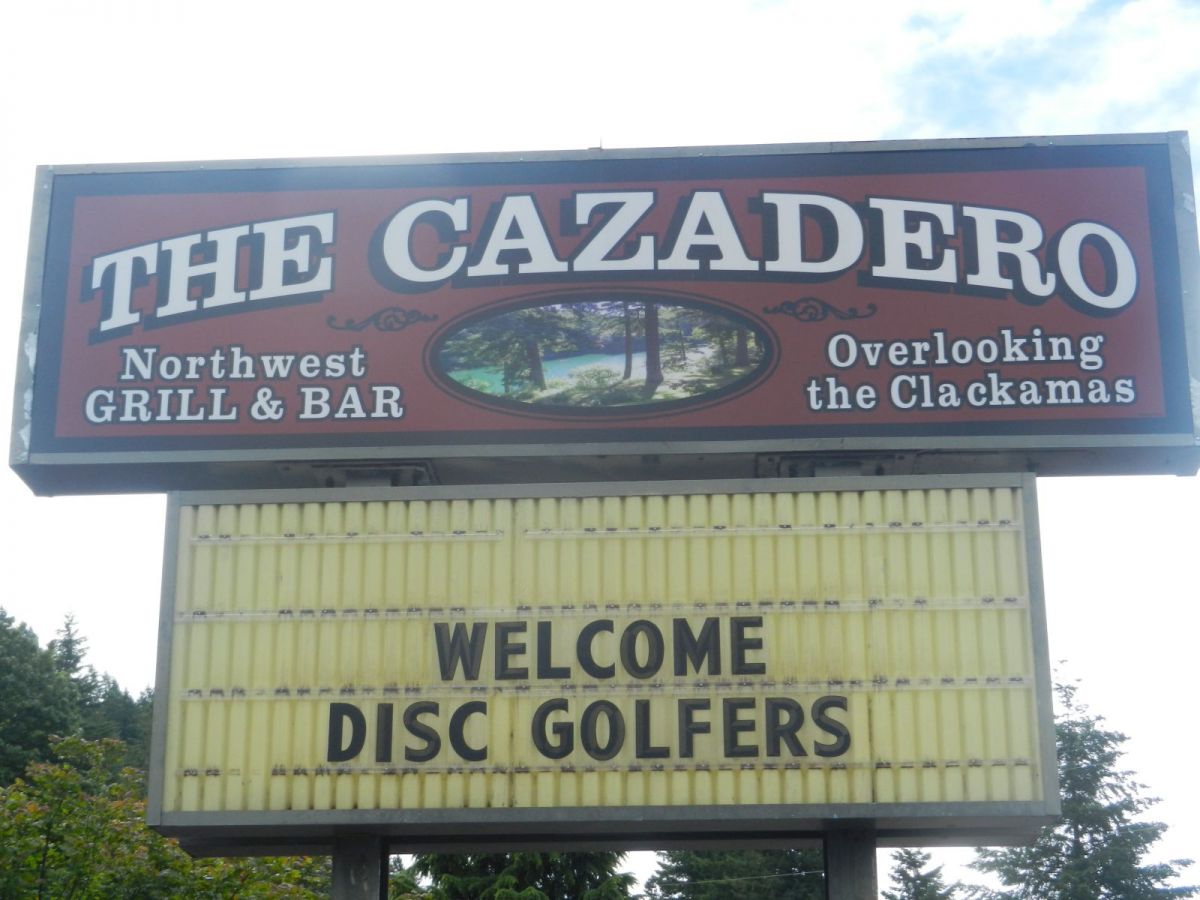 THE CAZADERO
Northwest
GRILL & BAR
Overlooking
the Clackamas
WELCOME
DISC GOLFERS